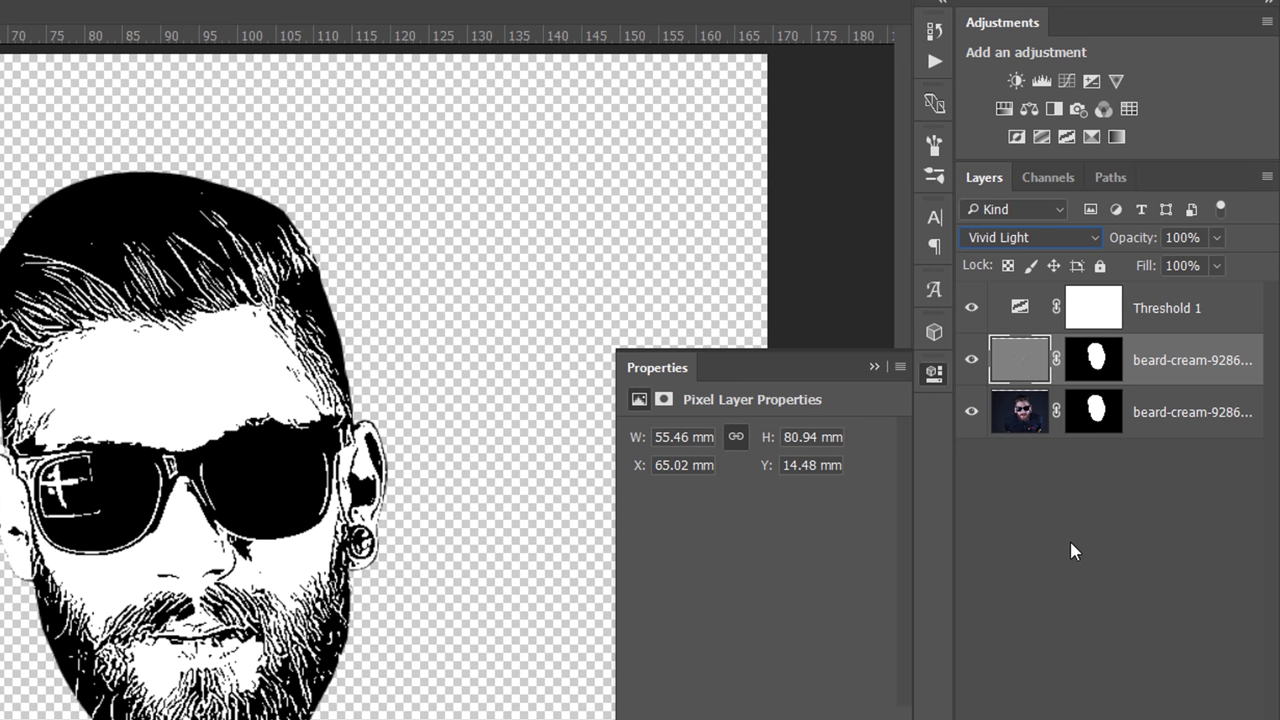 70 75 80 85 90 95 100 105 110 115 120 125 130 135 140 145 150 155 160 165 170 175 180
Adjustments
Add an adjustment
Layers Channels Paths
Kind
Vivid Light Opacity: 100%
Lock: Fill: 100%
Threshold 1
beard-cream-9286...
beard-cream-9286...
Properties
Pixel Layer Properties
W: 55.46 mm H: 80.94 mm
X: 65.02 mm Y: 14.48 mm